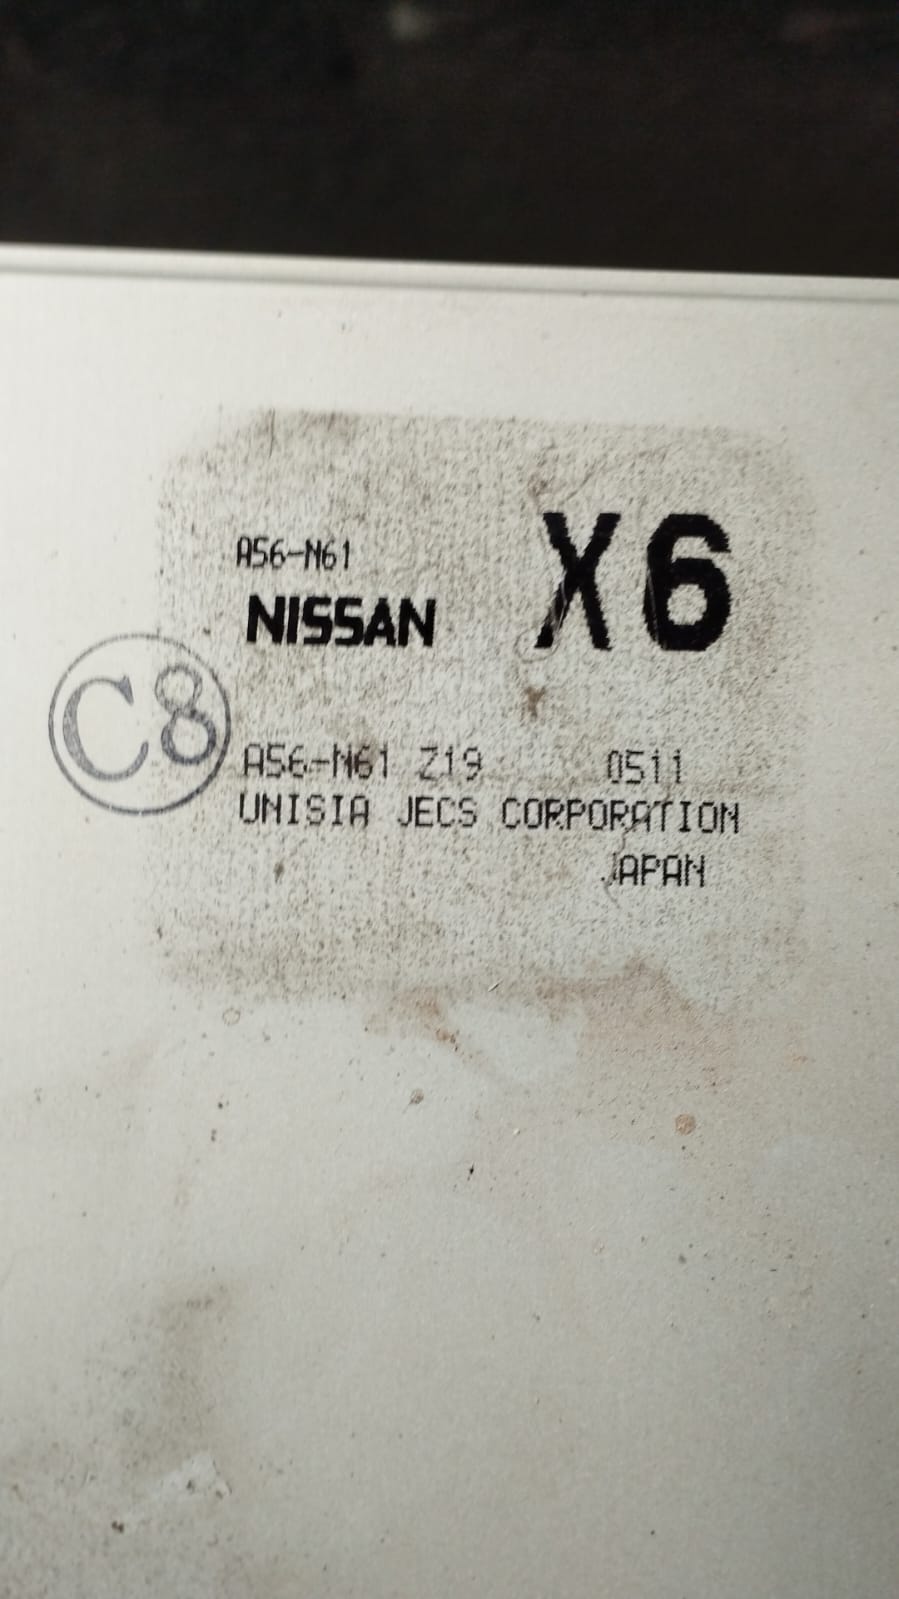 A56-N61
X6
NISSAN
C8
A56-N61 Z19 0511
UNISIA JECS CORPORATION
JAPAN